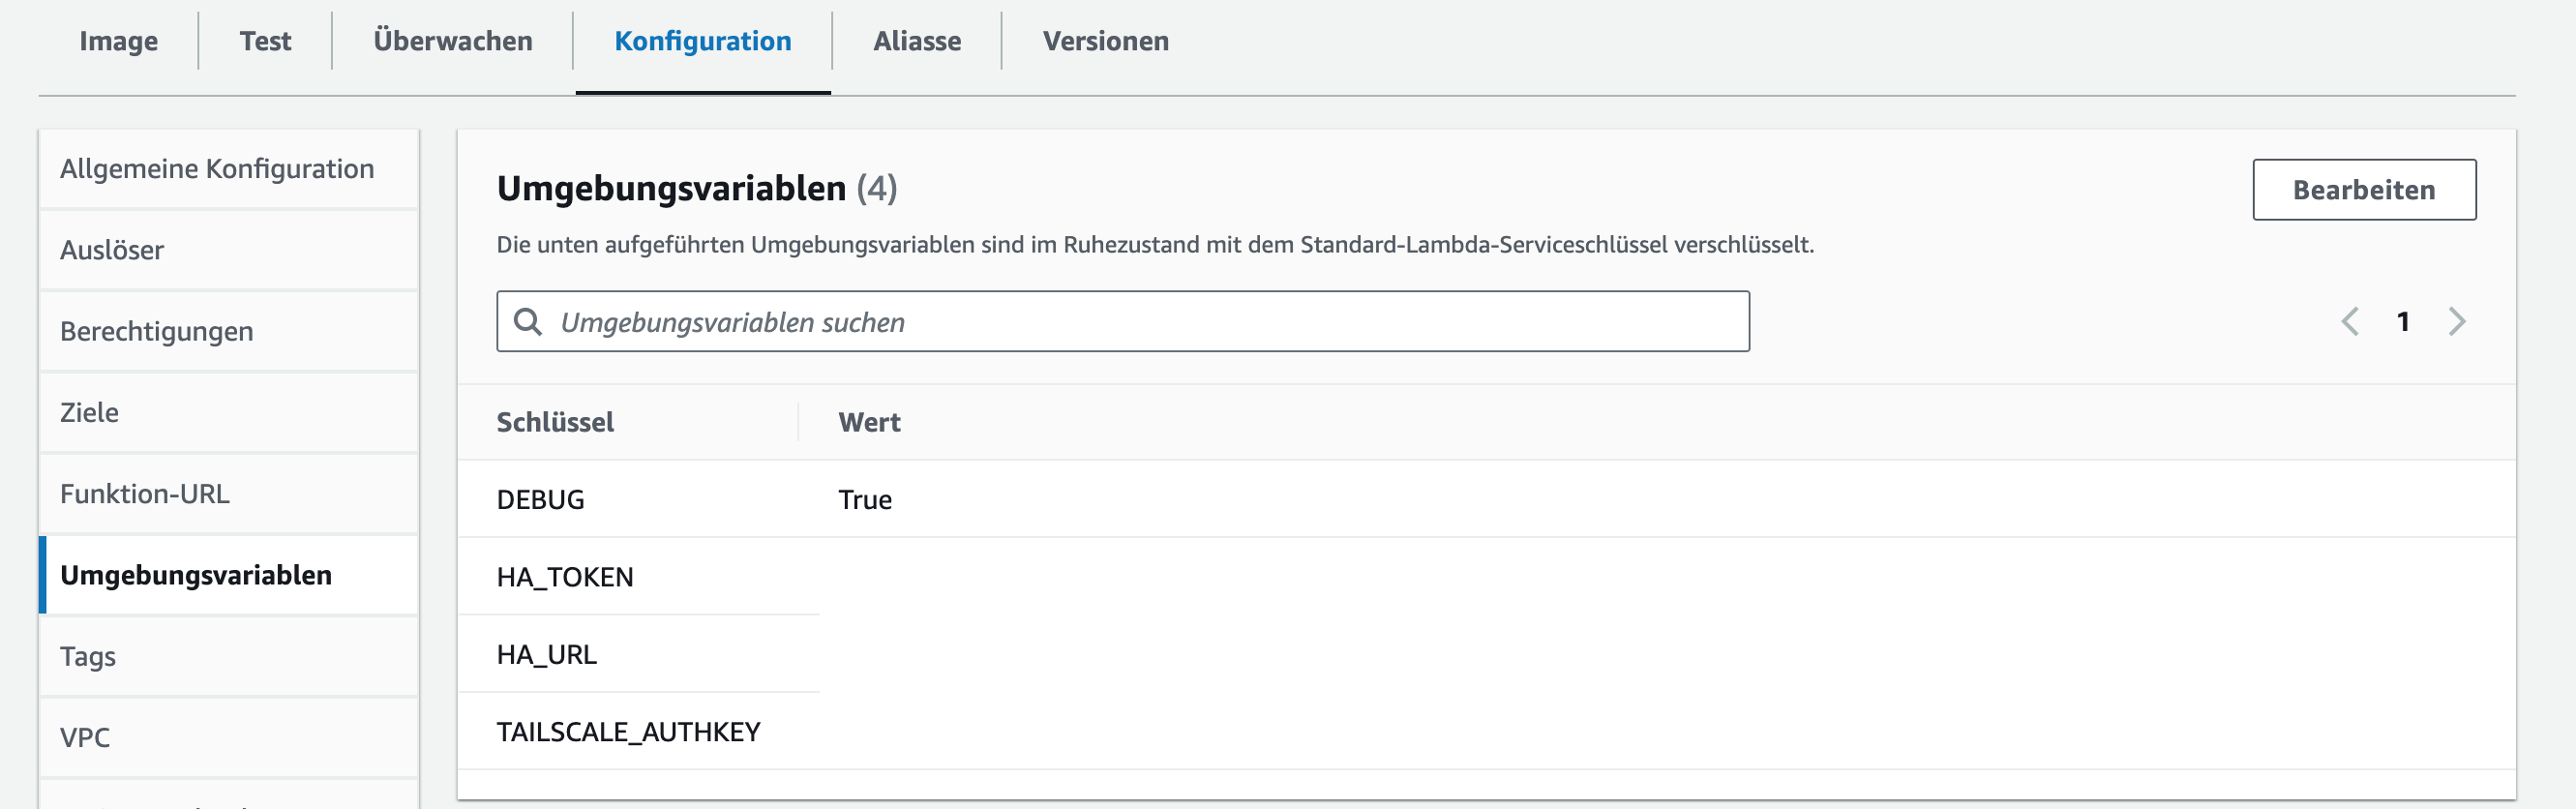 Image
Test
Überwachen
Konfiguration
Aliasse
Versionen
Allgemeine Konfiguration
Auslöser
Berechtigungen
Ziele
Funktion-URL
Umgebungsvariablen
Tags
VPC
Umgebungsvariablen (4)
Bearbeiten
Die unten aufgeführten Umgebungsvariablen sind im Ruhezustand mit dem Standard-Lambda-Serviceschlüssel verschlüsselt.
Umgebungsvariablen suchen
1
Schlüssel Wert
DEBUG True
HA_TOKEN
HA_URL
TAILSCALE_AUTHKEY